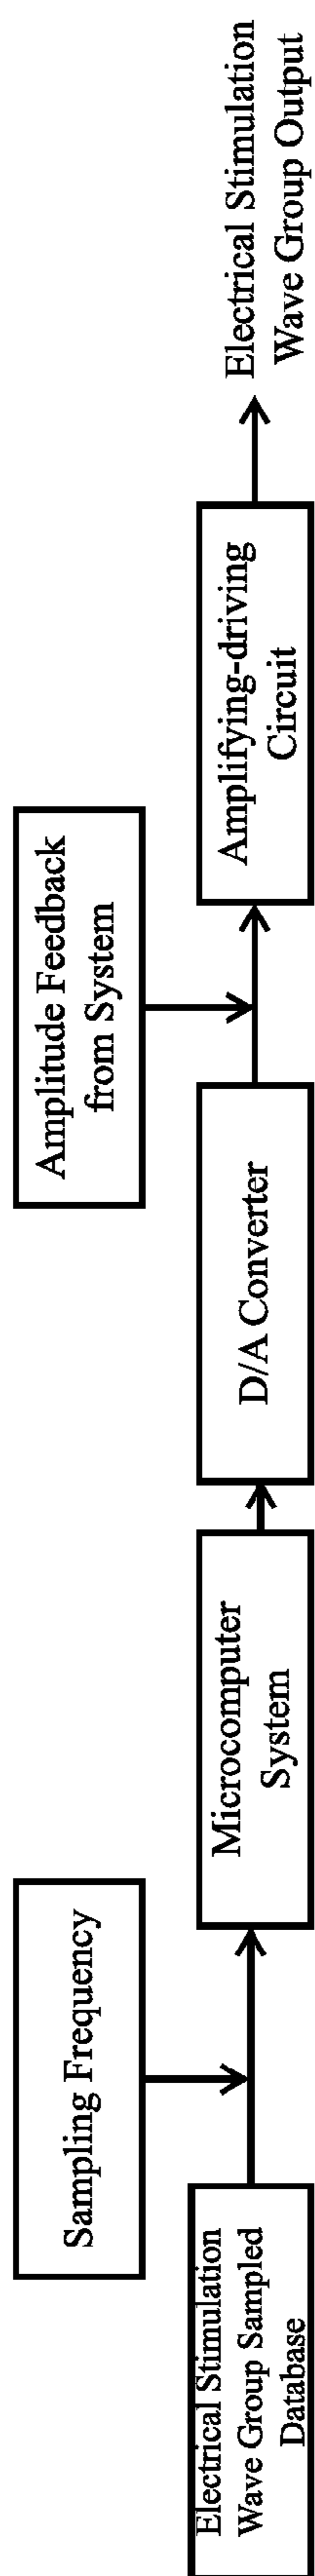 Sampling Frequency
Amplitude Feedback
from System
Electrical Stimulation
Wave Group Sampled
Database
Microcomputer
System
D/A Converter
Amplifying-driving
Circuit
Electrical Stimulation
Wave Group Output